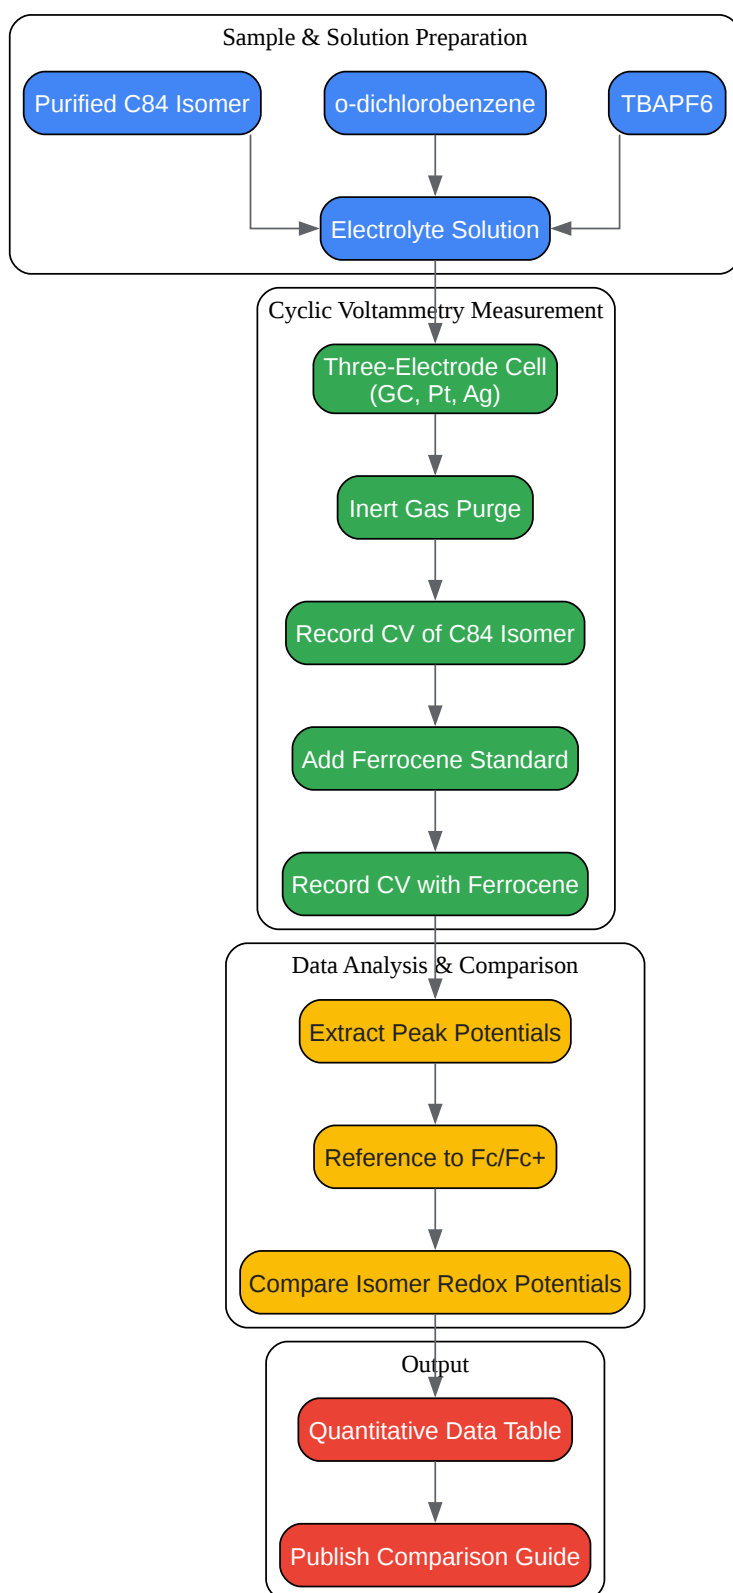 Sample & Solution Preparation
Purified C84 Isomer
o-dichlorobenzene
TBAPF6
Electrolyte Solution
Cyclic Voltammetry Measurement
Three-Electrode Cell
(GC, Pt, Ag)
Inert Gas Purge
Record CV of C84 Isomer
Add Ferrocene Standard
Record CV with Ferrocene
Data Analysis & Comparison
Extract Peak Potentials
Reference to Fc/Fc+
Compare Isomer Redox Potentials
Output
Quantitative Data Table
Publish Comparison Guide